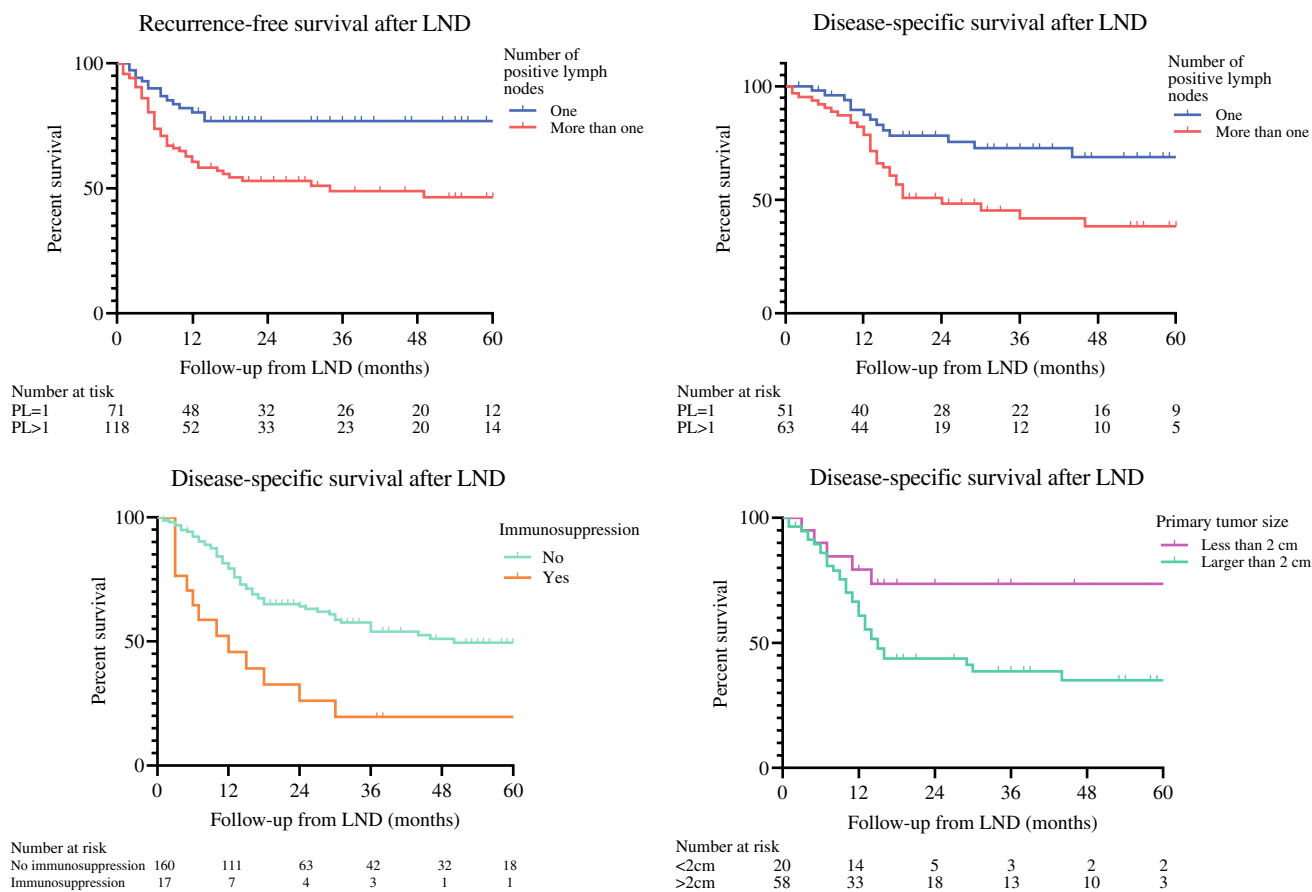 Recurrence-free survival after LND
Number of
positive lymph
nodes
One
More than one
Percent survival
100
50
0
0 12 24 36 48 60
Follow-up from LND (months)
Number at tisk
PL=1 71 48 32 26 20 12
PL>1 118 52 33 23 20 14
Disease-specific survival after LND
Number of
positive lymph
nodes
One
More than one
Percent survival
100
50
0
0 12 24 36 48 60
Follow-up from LND (months)
Number at risk
PL=1 51 40 28 22 16 9
PL>1 63 44 19 12 10 5
Disease-specific survival after LND
Immunosuppression
No
Yes
Percent survival
100
50
0
0 12 24 36 48 60
Follow-up from LND (months)
Number at risk
No immunosuppression 160 111 63 42 32 18
Immunosuppression 17 7 4 3 1 1
Disease-specific survival after LND
Primary tumor size
Less than 2 cm
Larger than 2 cm
Percent survival
100
50
0
0 12 24 36 48 60
Follow-up from LND (months)
Number at risk
<2cm 20 14 5 3 2 2
>2cm 58 33 18 13 10 3